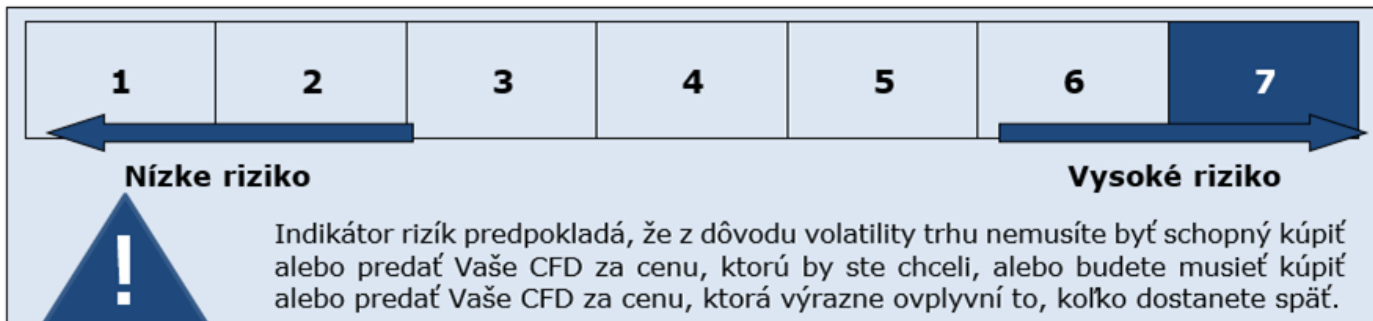 1 2 3 4 5 6 7
Nízke riziko Vysoké riziko
!
Indikátor rizík predpokladá, že z dôvodu volatility trhu nemusíte byť schopný kúpiť
alebo predať Vaše CFD za cenu, ktorú by ste chceli, alebo budete musieť kúpiť
alebo predať Vaše CFD za cenu, ktorá výrazne ovplyvní to, koľko dostanete späť.